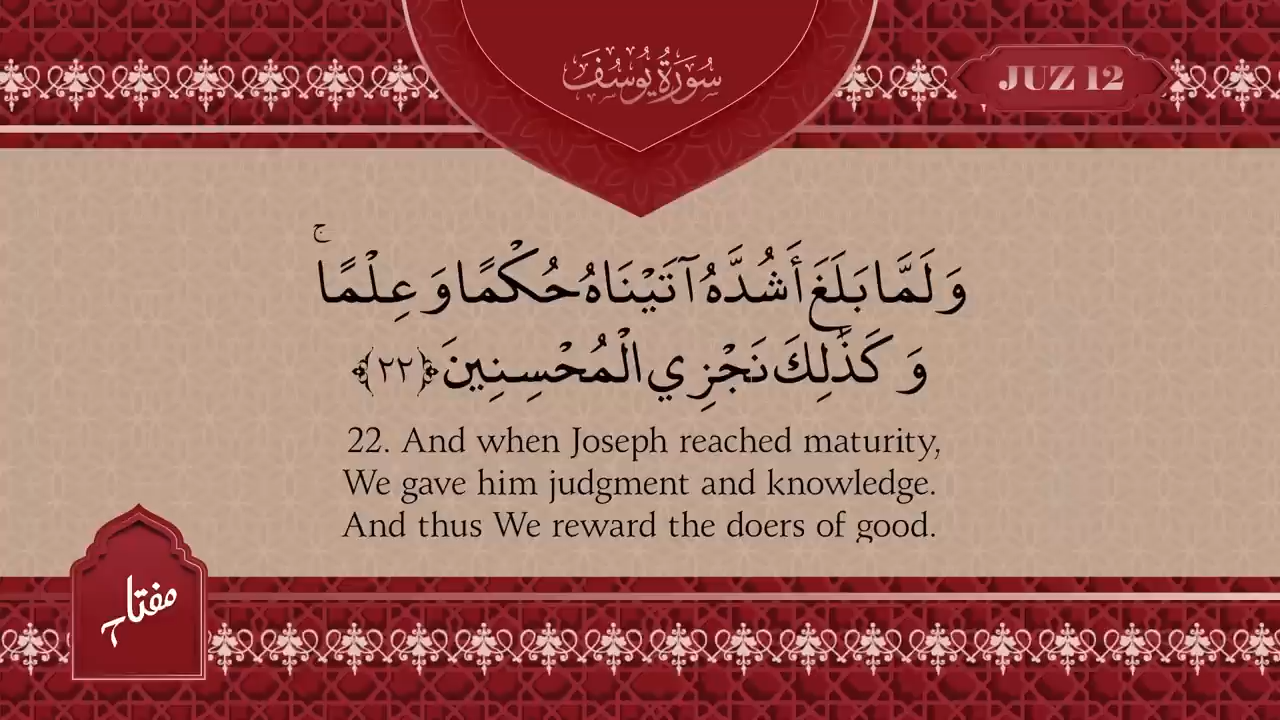 سُورَةُ يُوسُفَ
JUZ 12
وَلَمَّا بَلَغَ أَشُدَّهُ آتَيْنَاهُ حُكْمًا وَعِلْمًا ۚ
وَكَذَٰلِكَ نَجْزِي الْمُحْسِنِينَ ﴿٢٢﴾
22. And when Joseph reached maturity,
We gave him judgment and knowledge.
And thus We reward the doers of good.
مفتاح